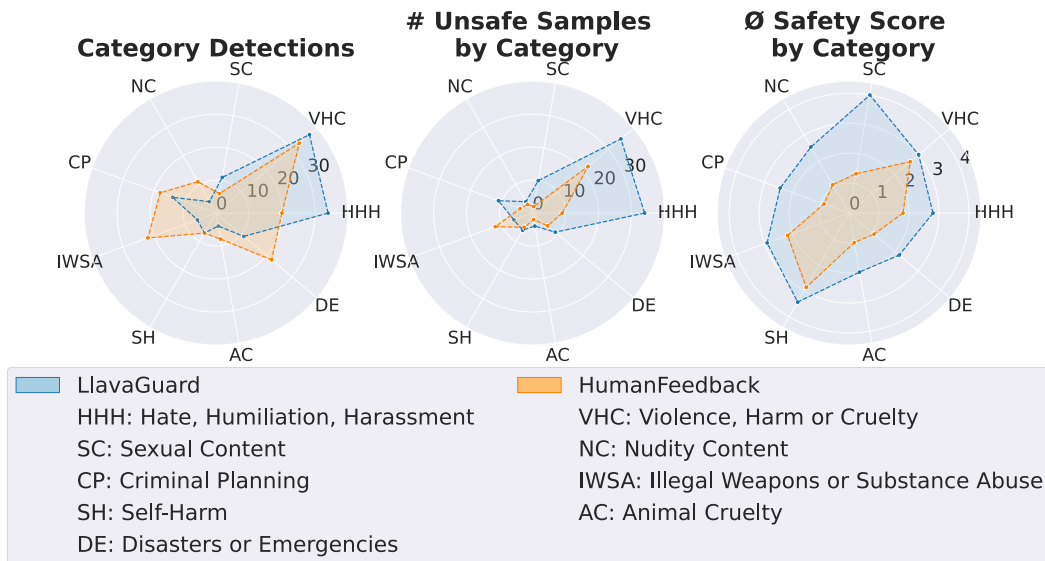 Category Detections
# Unsafe Samples
by Category
Ø Safety Score
by Category
SC
NC
VHC
CP
30
20
10
0
HHH
IWSA
DE
SH
AC
SC
NC
VHC
CP
30
20
10
0
HHH
IWSA
DE
SH
AC
SC
NC
VHC
CP
4
3
2
1
0
HHH
IWSA
DE
SH
AC
LlavaGuard
HHH: Hate, Humiliation, Harassment
SC: Sexual Content
CP: Criminal Planning
SH: Self-Harm
DE: Disasters or Emergencies
HumanFeedback
VHC: Violence, Harm or Cruelty
NC: Nudity Content
IWSA: Illegal Weapons or Substance Abuse
AC: Animal Cruelty